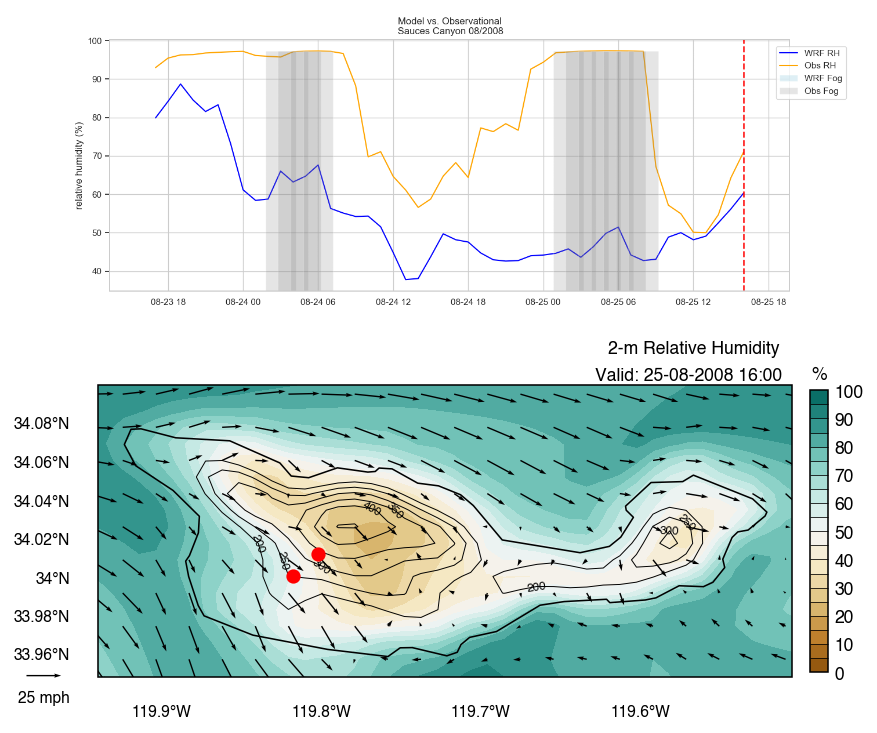 Model vs. Observational
Sauces Canyon 08/2008
relative humidity (%)
100
90
80
70
60
50
40
08-23 18
08-24 00
08-24 06
08-24 12
08-24 18
08-25 00
08-25 06
08-25 12
08-25 18
WRF RH
Obs RH
WRF Fog
Obs Fog
2-m Relative Humidity
Valid: 25-08-2008 16:00
%
34.08°N
34.06°N
34.04°N
34.02°N
34°N
33.98°N
33.96°N
25 mph
119.9°W
119.8°W
119.7°W
119.6°W
400
350
300
250
200
300
250
200
100
90
80
70
60
50
40
30
20
10
0